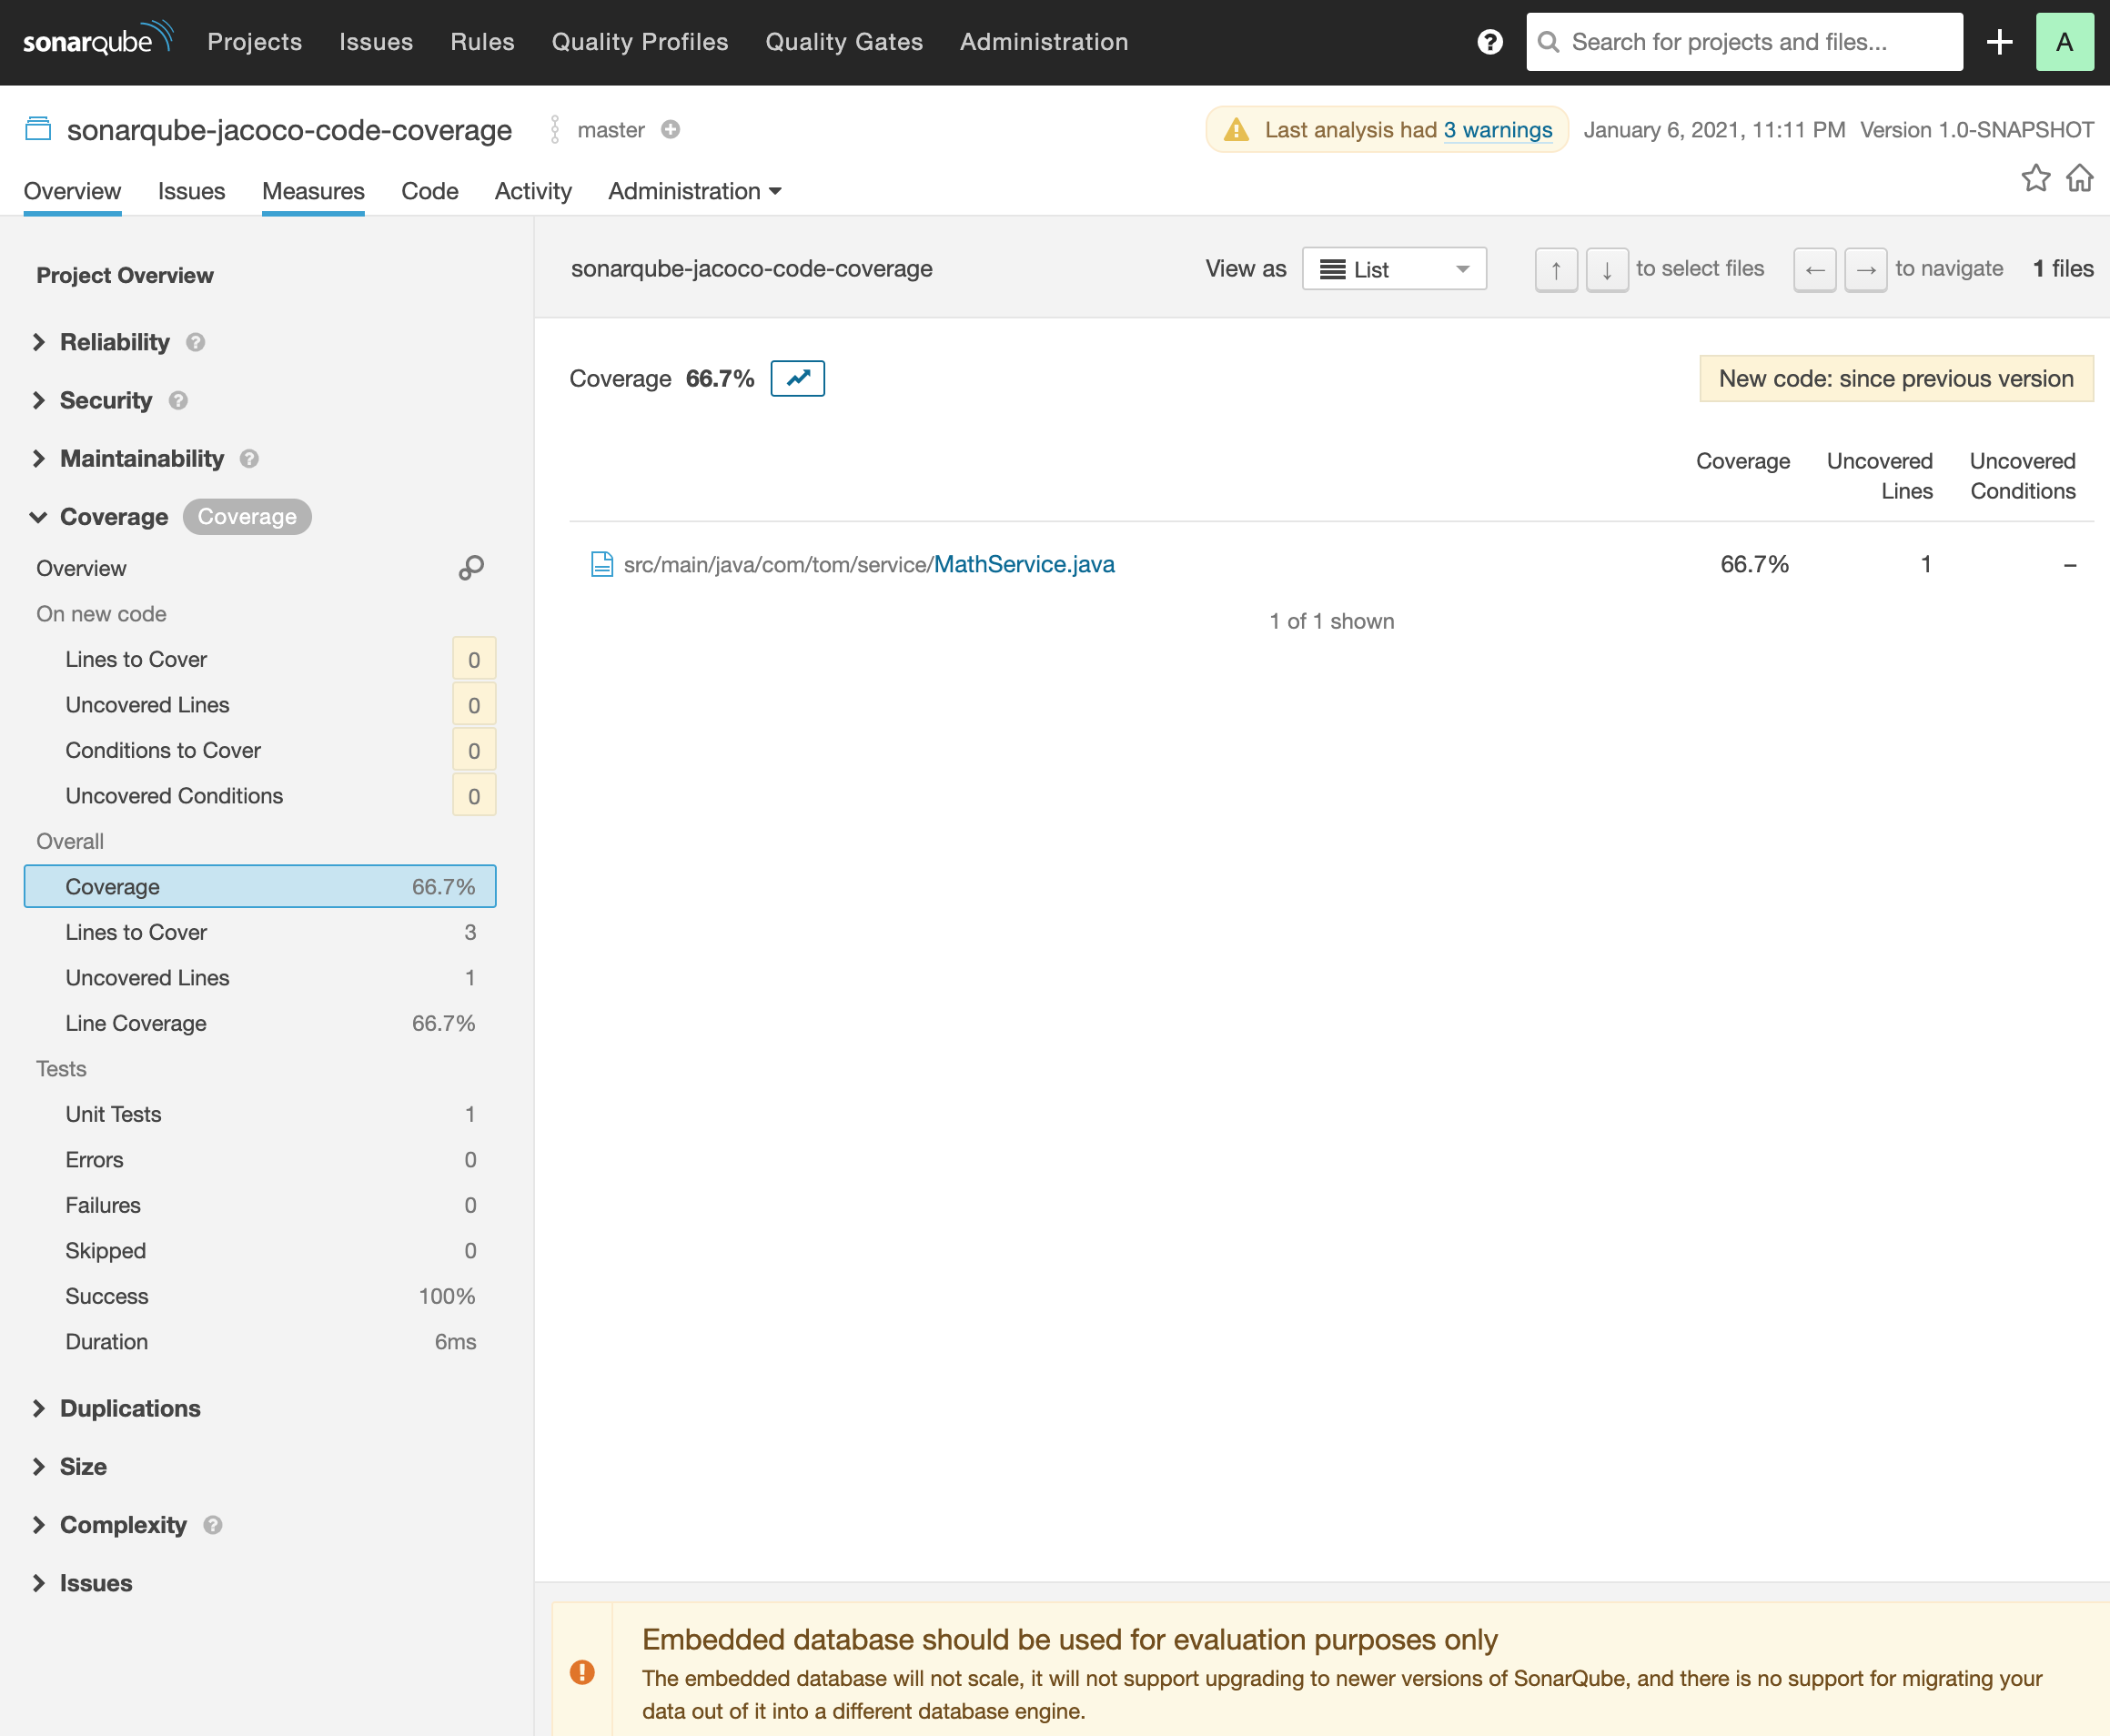 sonarqube Projects Issues Rules Quality Profiles Quality Gates Administration ? Search for projects and files... + A
sonarqube-jacoco-code-coverage master Last analysis had 3 warnings January 6, 2021, 11:11 PM Version 1.0-SNAPSHOT
Overview Issues Measures Code Activity Administration
Project Overview
Reliability ?
Security ?
Maintainability ?
Coverage Coverage
Overview
On new code
Lines to Cover 0
Uncovered Lines 0
Conditions to Cover 0
Uncovered Conditions 0
Overall
Coverage 66.7%
Lines to Cover 3
Uncovered Lines 1
Line Coverage 66.7%
Tests
Unit Tests 1
Errors 0
Failures 0
Skipped 0
Success 100%
Duration 6ms
Duplications
Size
Complexity ?
Issues
sonarqube-jacoco-code-coverage View as List ↑ ↓ to select files ← → to navigate 1 files
Coverage 66.7% New code: since previous version
Coverage Uncovered Uncovered
Lines Conditions
src/main/java/com/tom/service/MathService.java 66.7% 1 –
1 of 1 shown
Embedded database should be used for evaluation purposes only
The embedded database will not scale, it will not support upgrading to newer versions of SonarQube, and there is no support for migrating your
data out of it into a different database engine.